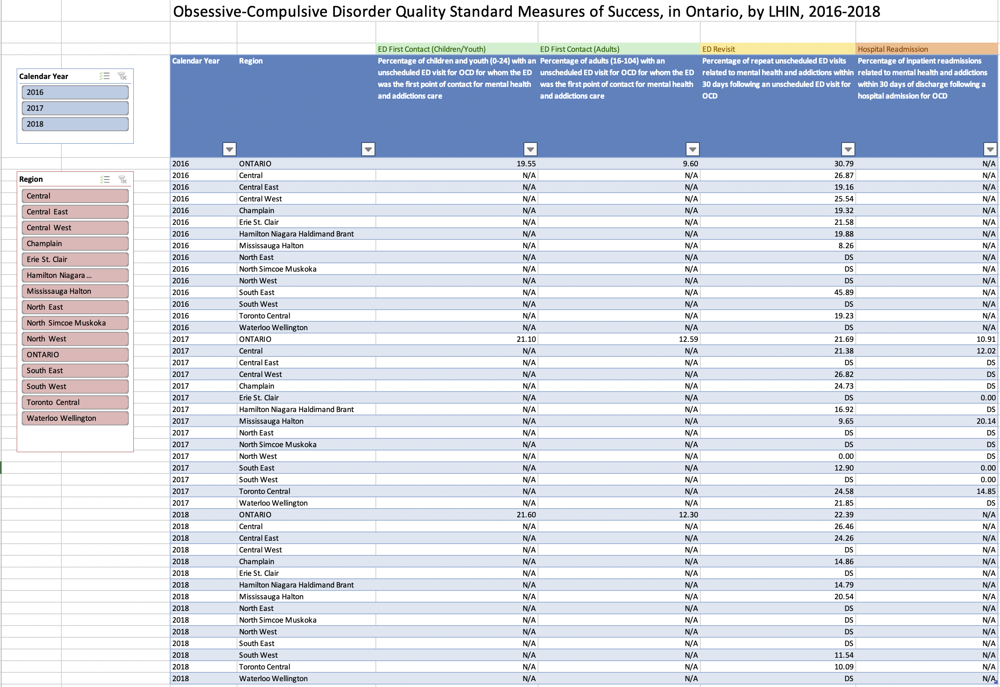 Obsessive-Compulsive Disorder Quality Standard Measures of Success, in Ontario, by LHIN, 2016-2018
ED First Contact (Children/Youth) ED First Contact (Adults) ED Revisit Hospital Readmission
Calendar Year Region Percentage of children and youth (0-24) with an Percentage of adults (16-104) with an Percentage of repeat unscheduled ED visits Percentage of inpatient readmissions
unscheduled ED visit for OCD for whom the ED unscheduled ED visit for OCD for whom the ED related to mental health and addictions within related to mental health and addictions
was the first point of contact for mental health was the first point of contact for mental health 30 days following an unscheduled ED visit for within 30 days of discharge following a
and addictions care and addictions care OCD hospital admission for OCD
Calendar Year
2016
2017
2018
Region
Central
Central East
Central West
Champlain
Erie St. Clair
Hamilton Niagara ...
Mississauga Halton
North East
North Simcoe Muskoka
North West
ONTARIO
South East
South West
Toronto Central
Waterloo Wellington
2016 ONTARIO 19.55 9.60 30.79 N/A
2016 Central N/A N/A 26.87 N/A
2016 Central East N/A N/A 19.16 N/A
2016 Central West N/A N/A 25.54 N/A
2016 Champlain N/A N/A 19.32 N/A
2016 Erie St. Clair N/A N/A 21.58 N/A
2016 Hamilton Niagara Haldimand Brant N/A N/A 19.88 N/A
2016 Mississauga Halton N/A N/A 8.26 N/A
2016 North East N/A N/A DS N/A
2016 North Simcoe Muskoka N/A N/A DS N/A
2016 North West N/A N/A DS N/A
2016 South East N/A N/A 45.89 N/A
2016 South West N/A N/A DS N/A
2016 Toronto Central N/A N/A 19.23 N/A
2016 Waterloo Wellington N/A N/A DS N/A
2017 ONTARIO 21.10 12.59 21.69 10.91
2017 Central N/A N/A 21.38 12.02
2017 Central East N/A N/A DS DS
2017 Central West N/A N/A 26.82 DS
2017 Champlain N/A N/A 24.73 DS
2017 Erie St. Clair N/A N/A DS 0.00
2017 Hamilton Niagara Haldimand Brant N/A N/A 16.92 DS
2017 Mississauga Halton N/A N/A 9.65 20.14
2017 North East N/A N/A DS DS
2017 North Simcoe Muskoka N/A N/A DS DS
2017 North West N/A N/A 0.00 DS
2017 South East N/A N/A 12.90 0.00
2017 South West N/A N/A DS 0.00
2017 Toronto Central N/A N/A 24.58 14.85
2017 Waterloo Wellington N/A N/A 21.85 DS
2018 ONTARIO 21.60 12.30 22.39 N/A
2018 Central N/A N/A 26.46 N/A
2018 Central East N/A N/A 24.26 N/A
2018 Central West N/A N/A DS N/A
2018 Champlain N/A N/A 14.86 N/A
2018 Erie St. Clair N/A N/A DS N/A
2018 Hamilton Niagara Haldimand Brant N/A N/A 14.79 N/A
2018 Mississauga Halton N/A N/A 20.54 N/A
2018 North East N/A N/A DS N/A
2018 North Simcoe Muskoka N/A N/A DS N/A
2018 North West N/A N/A DS N/A
2018 South East N/A N/A DS N/A
2018 South West N/A N/A 11.54 N/A
2018 Toronto Central N/A N/A 10.09 N/A
2018 Waterloo Wellington N/A N/A DS N/A